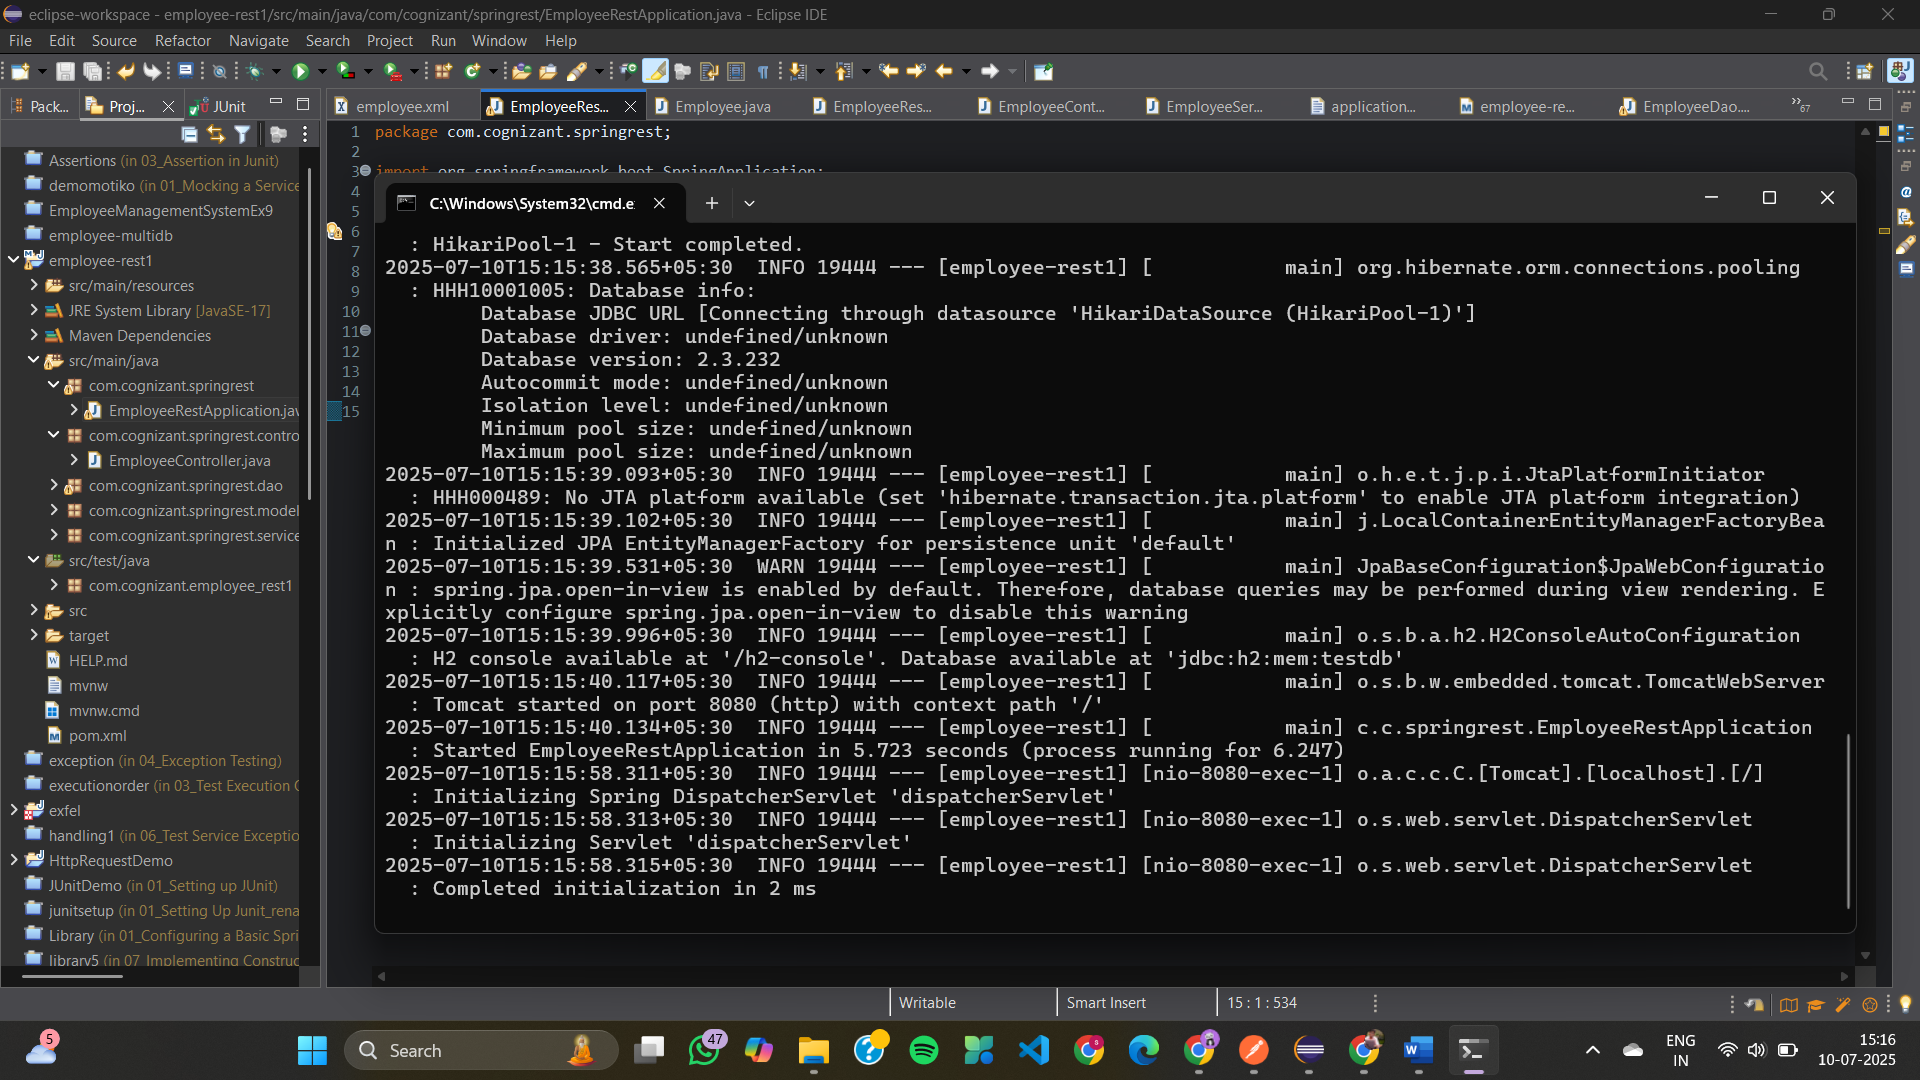 eclipse-workspace - employee-rest1/src/main/java/com/cognizant/springrest/EmployeeRestApplication.java - Eclipse IDE
File Edit Source Refactor Navigate Search Project Run Window Help
Pack... Proj... JUnit
employee.xml EmployeeRes... Employee.java EmployeeRes... EmployeeCont... EmployeeSer... application... employee-re... EmployeeDao.... »67
Assertions (in 03_Assertion in Junit)
demomotiko (in 01_Mocking a Service
EmployeeManagementSystemEx9
employee-multidb
employee-rest1
src/main/resources
JRE System Library [JavaSE-17]
Maven Dependencies
src/main/java
com.cognizant.springrest
EmployeeRestApplication.jav
com.cognizant.springrest.contro
EmployeeController.java
com.cognizant.springrest.dao
com.cognizant.springrest.model
com.cognizant.springrest.service
src/test/java
com.cognizant.employee_rest1
src
target
HELP.md
mvnw
mvnw.cmd
pom.xml
exception (in 04_Exception Testing)
executionorder (in 03_Test Execution O
exfel
handling1 (in 06_Test Service Exceptio
HttpRequestDemo
JUnitDemo (in 01_Setting up JUnit)
junitsetup (in 01_Setting Up Junit_rena
Library (in 01_Configuring a Basic Spri
library5 (in 07_Implementing Construc
1 package com.cognizant.springrest;
2
3 import org.springframework.boot.SpringApplication;
4
5
6
7
8
9
10
11
12
13
14
15
C:\Windows\System32\cmd.e
: HikariPool-1 - Start completed.
2025-07-10T15:15:38.565+05:30 INFO 19444 --- [employee-rest1] [ main] org.hibernate.orm.connections.pooling
: HHH10001005: Database info:
Database JDBC URL [Connecting through datasource 'HikariDataSource (HikariPool-1)']
Database driver: undefined/unknown
Database version: 2.3.232
Autocommit mode: undefined/unknown
Isolation level: undefined/unknown
Minimum pool size: undefined/unknown
Maximum pool size: undefined/unknown
2025-07-10T15:15:39.093+05:30 INFO 19444 --- [employee-rest1] [ main] o.h.e.t.j.p.i.JtaPlatformInitiator
: HHH000489: No JTA platform available (set 'hibernate.transaction.jta.platform' to enable JTA platform integration)
2025-07-10T15:15:39.102+05:30 INFO 19444 --- [employee-rest1] [ main] j.LocalContainerEntityManagerFactoryBea
n : Initialized JPA EntityManagerFactory for persistence unit 'default'
2025-07-10T15:15:39.531+05:30 WARN 19444 --- [employee-rest1] [ main] JpaBaseConfiguration$JpaWebConfiguratio
n : spring.jpa.open-in-view is enabled by default. Therefore, database queries may be performed during view rendering. E
xplicitly configure spring.jpa.open-in-view to disable this warning
2025-07-10T15:15:39.996+05:30 INFO 19444 --- [employee-rest1] [ main] o.s.b.a.h2.H2ConsoleAutoConfiguration
: H2 console available at '/h2-console'. Database available at 'jdbc:h2:mem:testdb'
2025-07-10T15:15:40.117+05:30 INFO 19444 --- [employee-rest1] [ main] o.s.b.w.embedded.tomcat.TomcatWebServer
: Tomcat started on port 8080 (http) with context path '/'
2025-07-10T15:15:40.134+05:30 INFO 19444 --- [employee-rest1] [ main] c.c.springrest.EmployeeRestApplication
: Started EmployeeRestApplication in 5.723 seconds (process running for 6.247)
2025-07-10T15:15:58.311+05:30 INFO 19444 --- [employee-rest1] [nio-8080-exec-1] o.a.c.c.C.[Tomcat].[localhost].[/]
: Initializing Spring DispatcherServlet 'dispatcherServlet'
2025-07-10T15:15:58.313+05:30 INFO 19444 --- [employee-rest1] [nio-8080-exec-1] o.s.web.servlet.DispatcherServlet
: Initializing Servlet 'dispatcherServlet'
2025-07-10T15:15:58.315+05:30 INFO 19444 --- [employee-rest1] [nio-8080-exec-1] o.s.web.servlet.DispatcherServlet
: Completed initialization in 2 ms
Writable Smart Insert 15 : 1 : 534
5 Search 47 ENG IN 15:16 10-07-2025